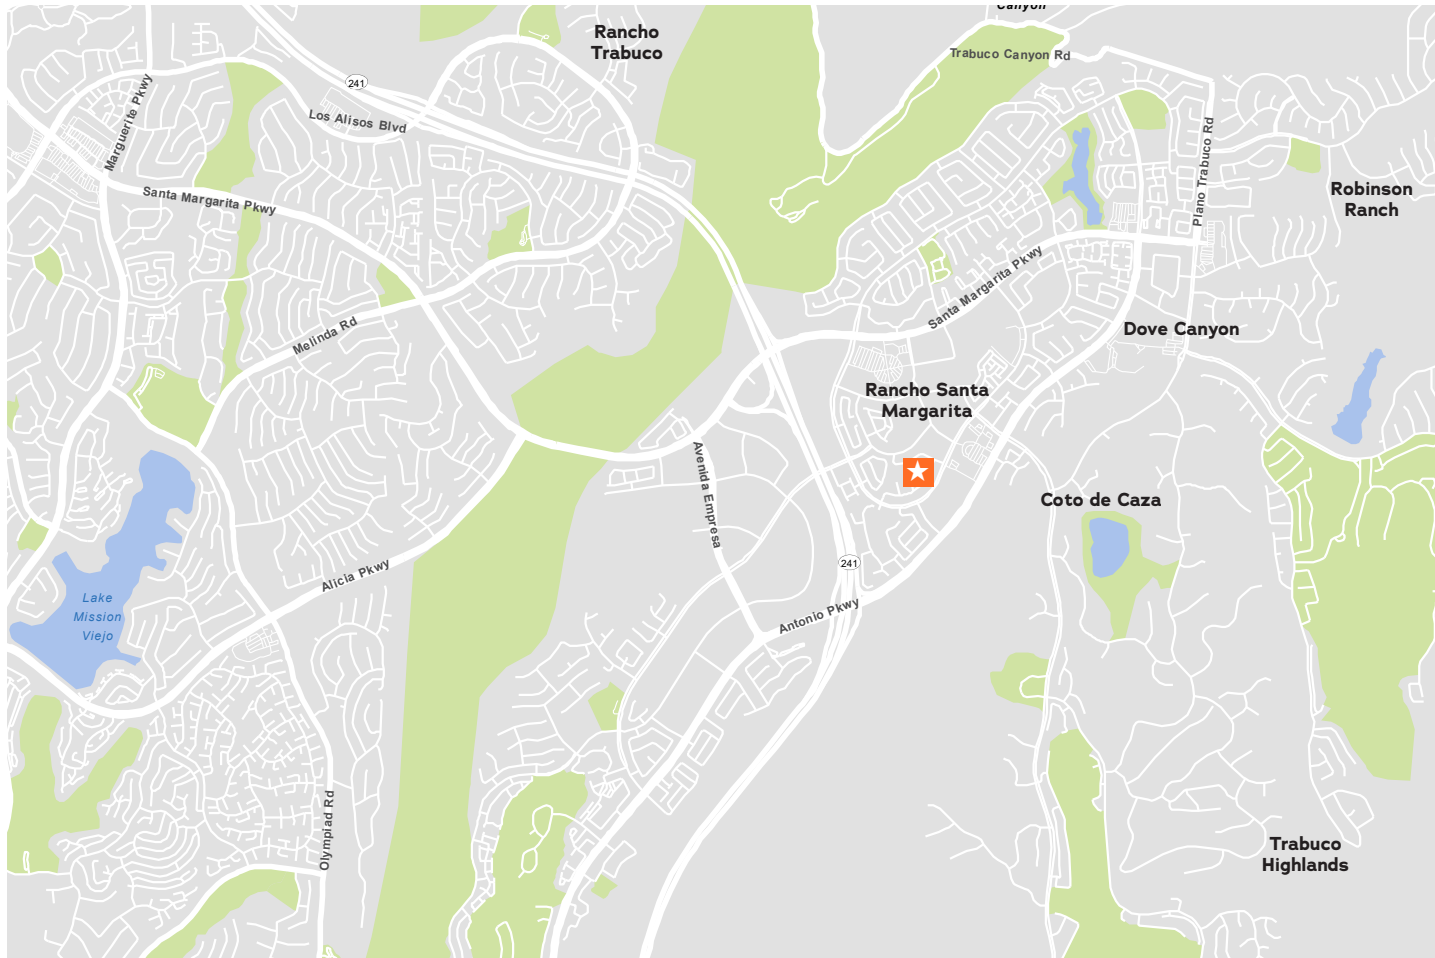 Canyon
Rancho
Trabuco
Trabuco Canyon Rd
241
Los Alisos Blvd
Marguerite Pkwy
Santa Margarita Pkwy
Plano Trabuco Rd
Robinson
Ranch
Santa Margarita Pkwy
Melinda Rd
Dove Canyon
Rancho Santa
Margarita
Avenida Empresa
Coto de Caza
241
Alicia Pkwy
Lake
Mission
Viejo
Antonio Pkwy
Olympiad Rd
Trabuco
Highlands